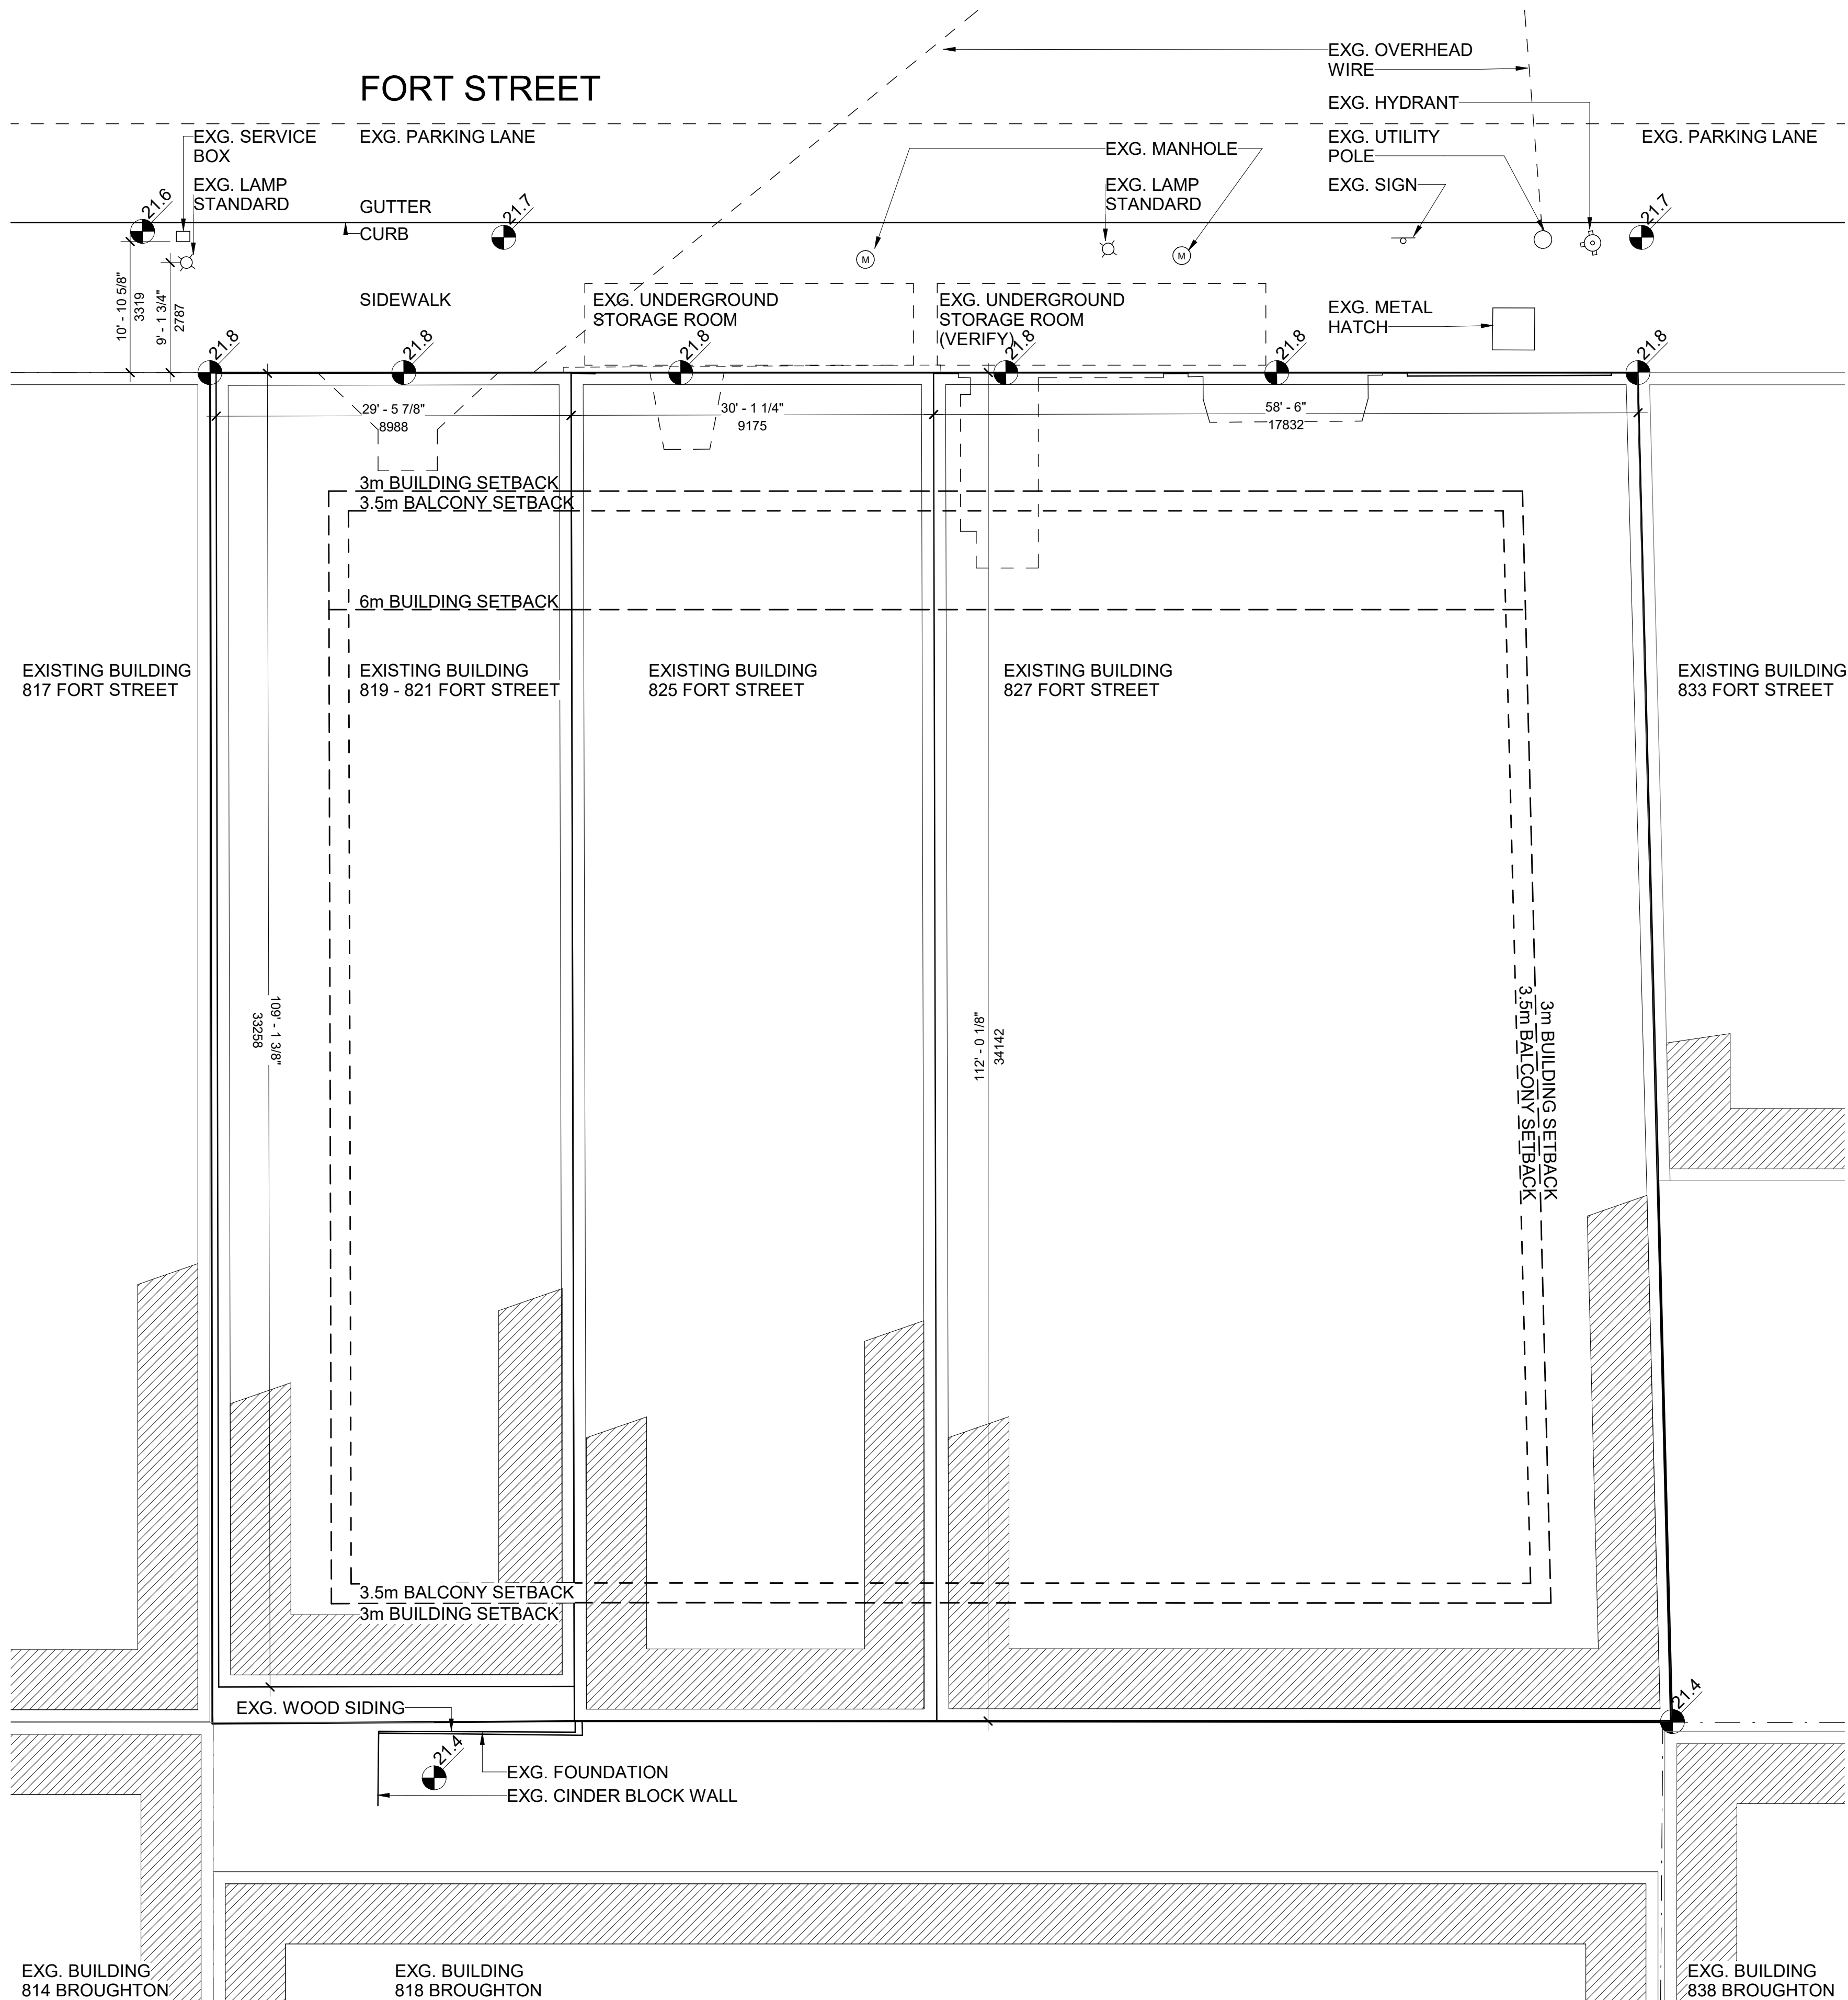 EXG. OVERHEAD
WIRE
FORT STREET
EXG. HYDRANT
EXG. SERVICE
BOX
EXG. PARKING LANE
EXG. MANHOLE
EXG. UTILITY
POLE
EXG. PARKING LANE
EXG. LAMP
STANDARD
EXG. LAMP
STANDARD
EXG. SIGN
21.6
21.7
21.7
GUTTER
CURB
M
M
10' - 10 5/8"
3319
9' - 1 3/4"
2787
SIDEWALK
EXG. UNDERGROUND
STORAGE ROOM
EXG. UNDERGROUND
STORAGE ROOM
(VERIFY)
EXG. METAL
HATCH
21.8
21.8
21.8
21.8
21.8
21.8
29' - 5 7/8"
8988
30' - 1 1/4"
9175
58' - 6"
17832
3m BUILDING SETBACK
3.5m BALCONY SETBACK
6m BUILDING SETBACK
EXISTING BUILDING
817 FORT STREET
EXISTING BUILDING
819 - 821 FORT STREET
EXISTING BUILDING
825 FORT STREET
EXISTING BUILDING
827 FORT STREET
EXISTING BUILDING
833 FORT STREET
109' - 1 3/8"
33258
112' - 0 1/8"
34142
3m BUILDING SETBACK
3.5m BALCONY SETBACK
3.5m BALCONY SETBACK
3m BUILDING SETBACK
EXG. WOOD SIDING
21.4
21.4
EXG. FOUNDATION
EXG. CINDER BLOCK WALL
EXG. BUILDING
814 BROUGHTON
EXG. BUILDING
818 BROUGHTON
EXG. BUILDING
838 BROUGHTON